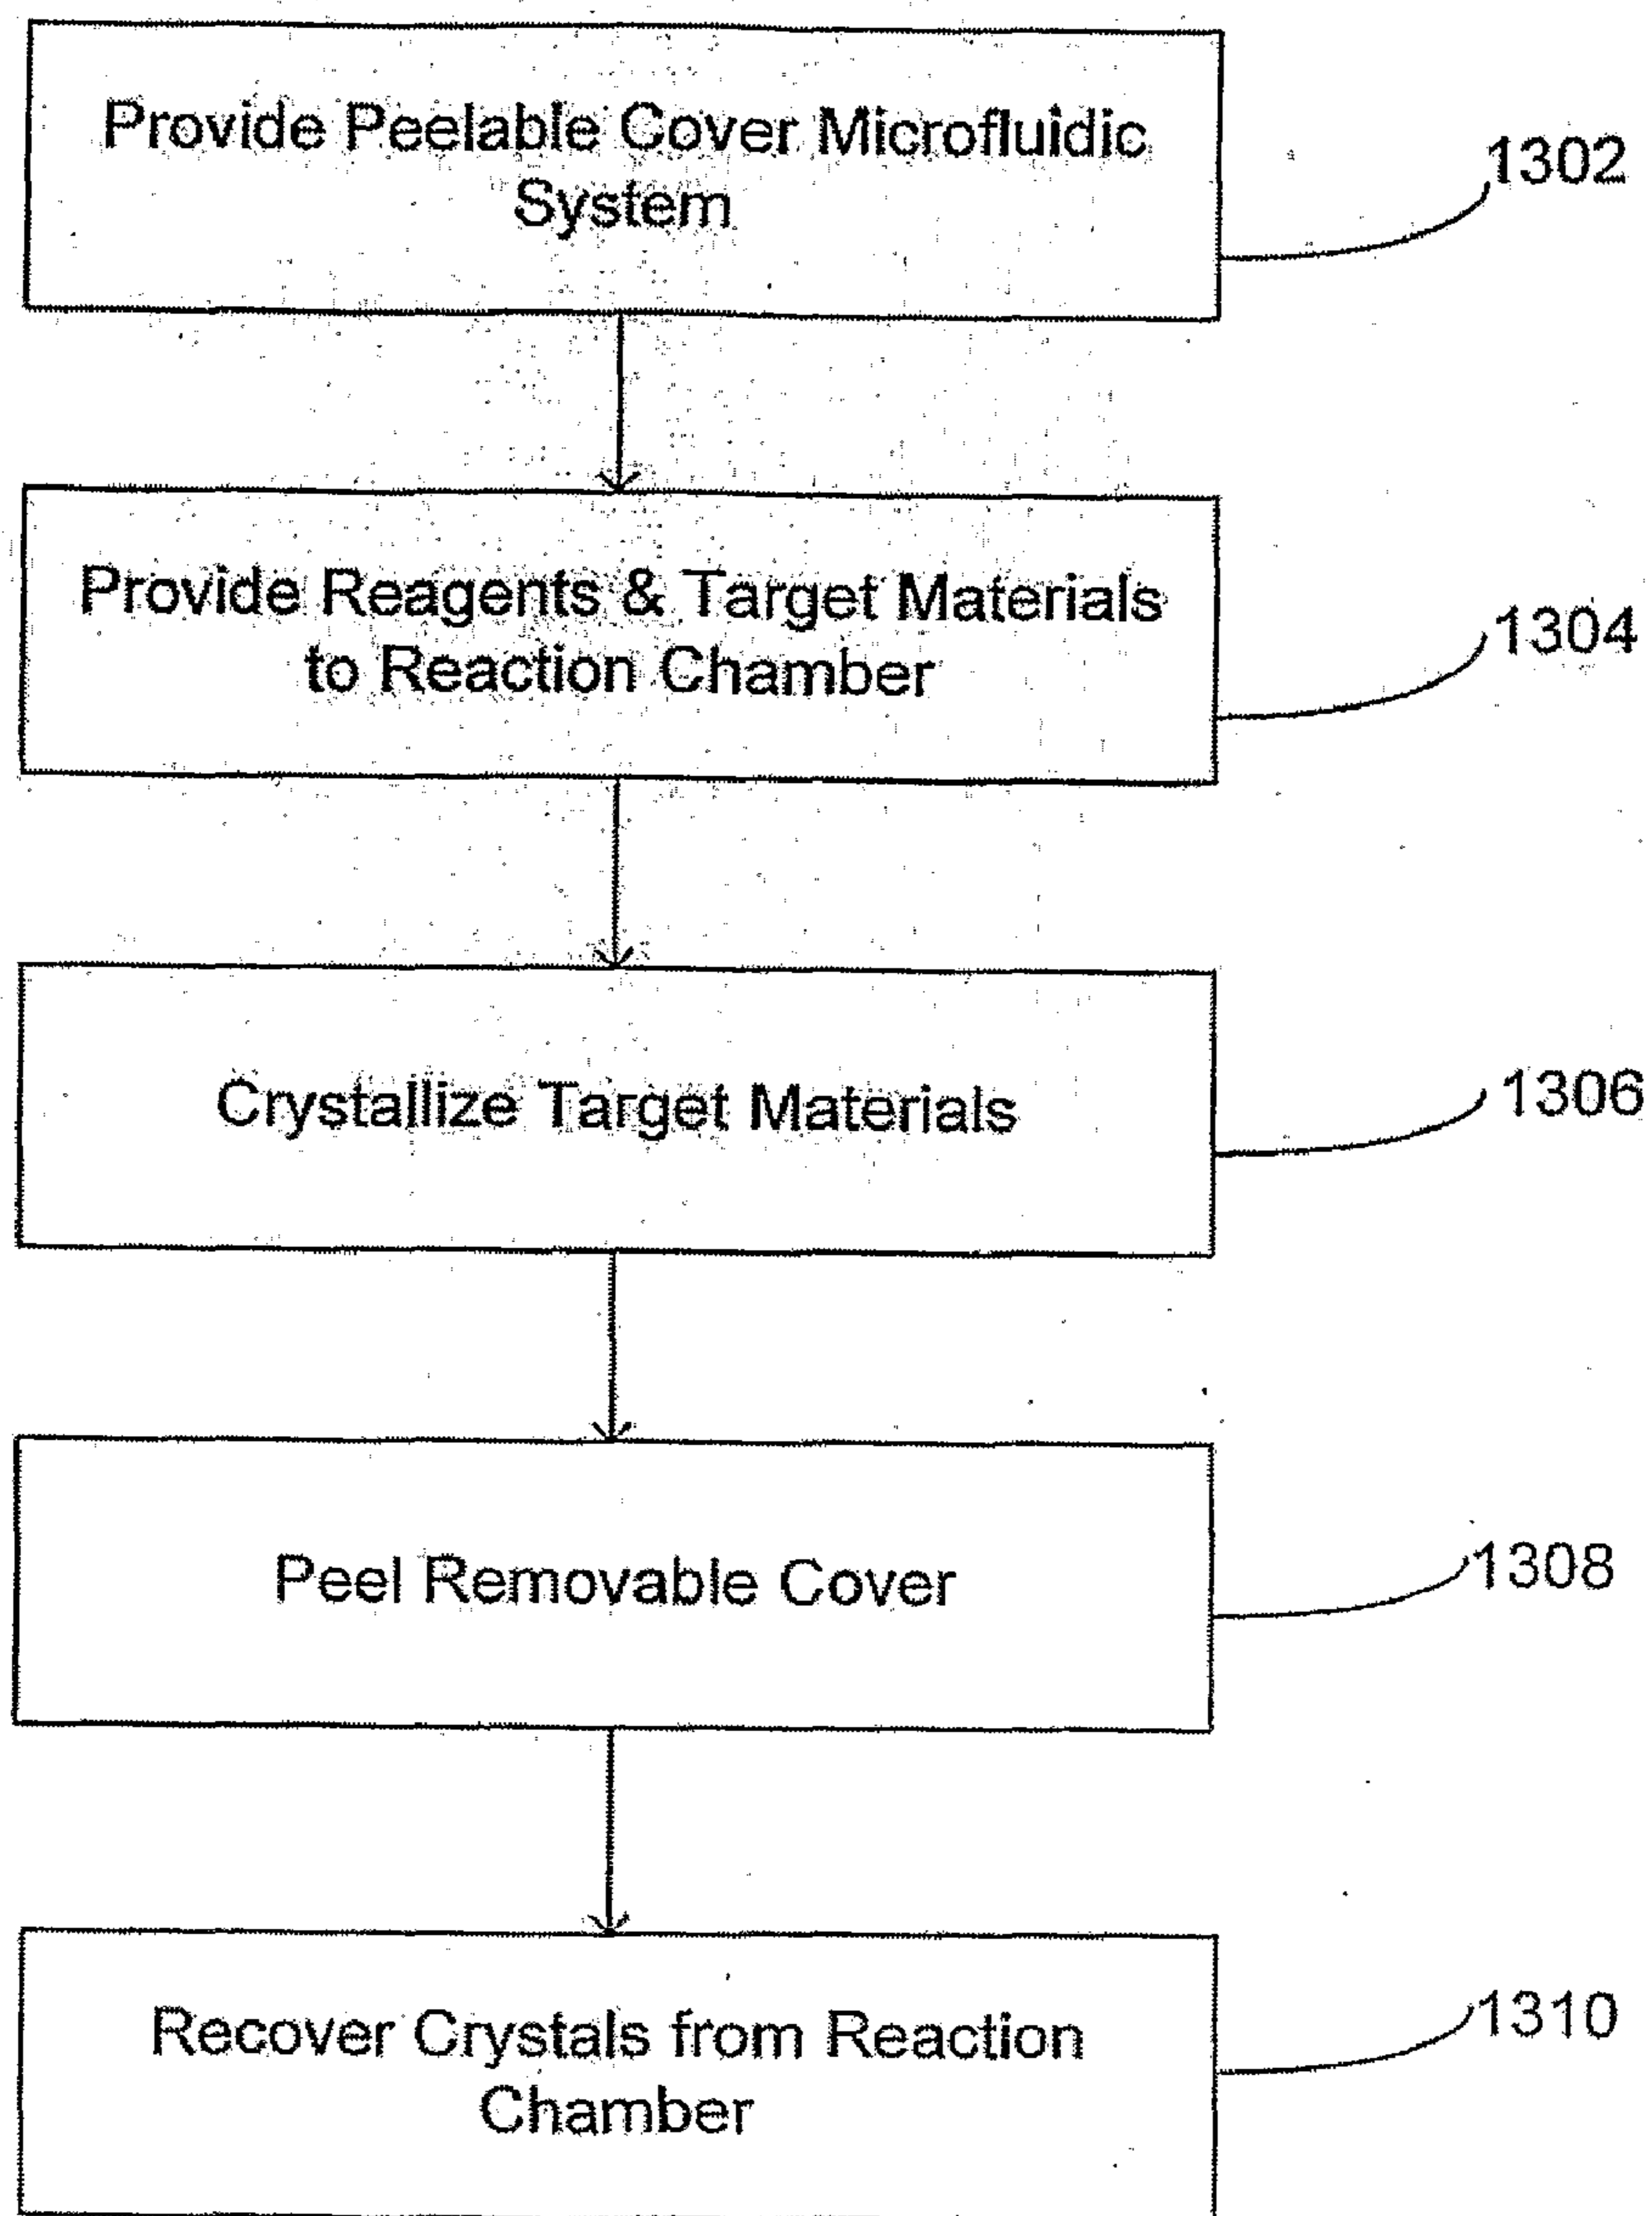 Provide Peelable Cover Microfluidic
System
1302
Provide Reagents & Target Materials
to Reaction Chamber
1304
Crystallize Target Materials
1306
Peel Removable Cover
1308
Recover Crystals from Reaction
Chamber
1310